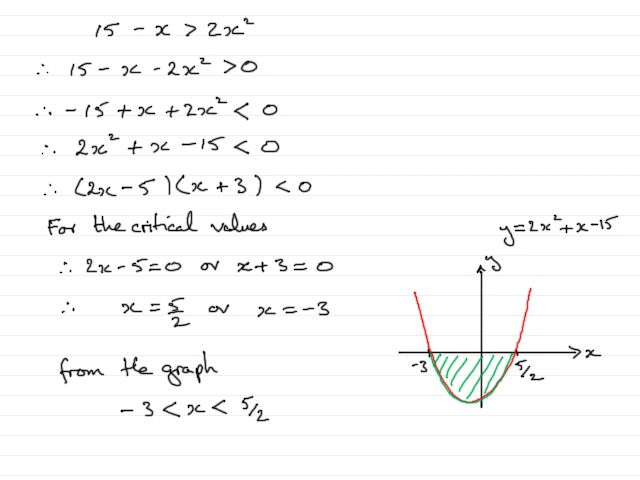 15 - x > 2x²
∴ 15 - x - 2x² > 0
∴ -15 + x + 2x² < 0
∴ 2x² + x - 15 < 0
∴ (2x - 5)(x + 3) < 0
For the critical values
∴ 2x - 5 = 0 or x + 3 = 0
∴ x = 5/2 or x = -3
from the graph
-3 < x < 5/2
y = 2x² + x - 15
y
x
-3
5/2